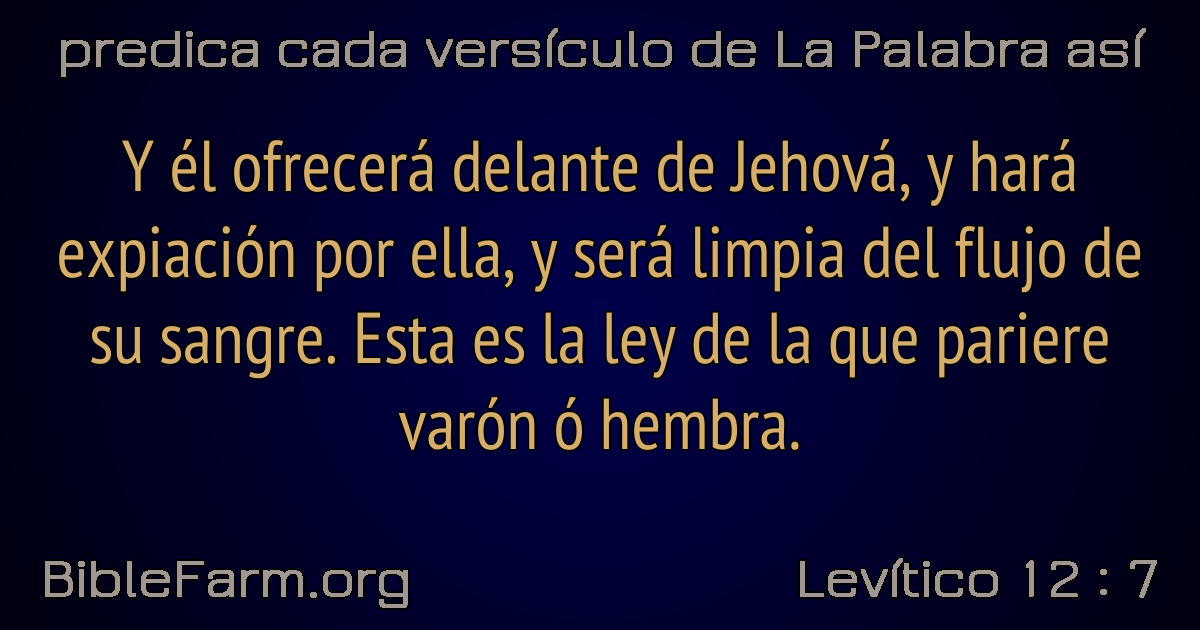 predica cada versículo de La Palabra así
Y él ofrecerá delante de Jehová, y hará
expiación por ella, y será limpia del flujo de
su sangre. Esta es la ley de la que pariere
varón ó hembra.
BibleFarm.org
Levítico 12 : 7